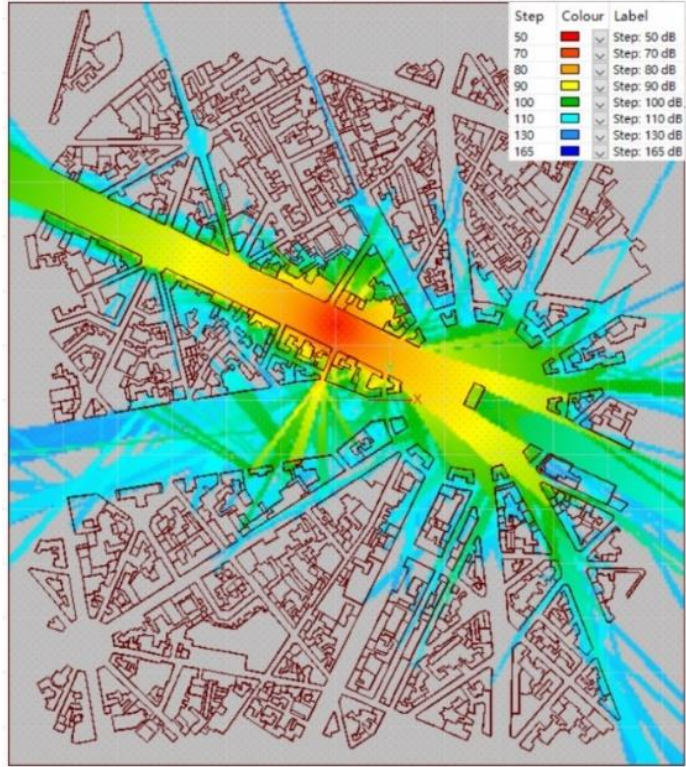 Step Colour Label
50 Step: 50 dB
70 Step: 70 dB
80 Step: 80 dB
90 Step: 90 dB
100 Step: 100 dB
110 Step: 110 dB
130 Step: 130 dB
165 Step: 165 dB
X